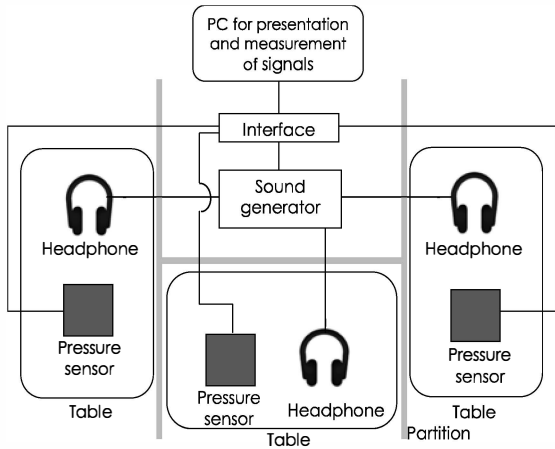 PC for presentation
and measurement
of signals
Interface
Sound
generator
Headphone
Pressure
sensor
Table
Pressure
sensor
Headphone
Table
Headphone
Pressure
sensor
Table
Partition